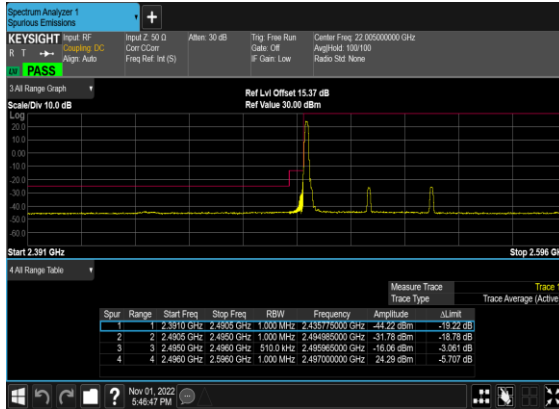 Spectrum Analyzer 1
Spurious Emissions
KEYSIGHT Input: RF Input Z: 50 Ω Atten: 30 dB Trig: Free Run Center Freq: 22.005000000 GHz
R T Coupling: DC Corr CCorr Gate: Off Avg|Hold: 100/100
Align: Auto Freq Ref: Int (S) IF Gain: Low Radio Std: None
PASS
3 All Range Graph
Ref Lvl Offset 15.37 dB
Scale/Div 10.0 dB Ref Value 30.00 dBm
Log
20.0
10.0
0.00
-10.0
-20.0
-30.0
-40.0
-50.0
-60.0
Start 2.391 GHz Stop 2.596 GH
4 All Range Table
Measure Trace Trace 1
Trace Type Trace Average (Active
Spur Range Start Freq Stop Freq RBW Frequency Amplitude ΔLimit
1 1 2.3910 GHz 2.4905 GHz 1.000 MHz 2.435775000 GHz -44.22 dBm -19.22 dB
2 2 2.4905 GHz 2.4950 GHz 1.000 MHz 2.494985000 GHz -31.78 dBm -18.78 dB
3 3 2.4950 GHz 2.4960 GHz 510.0 kHz 2.495965000 GHz -16.06 dBm -3.061 dB
4 4 2.4960 GHz 2.5960 GHz 1.000 MHz 2.497000000 GHz 24.29 dBm -5.707 dB
? Nov 01, 2022
5:46:47 PM